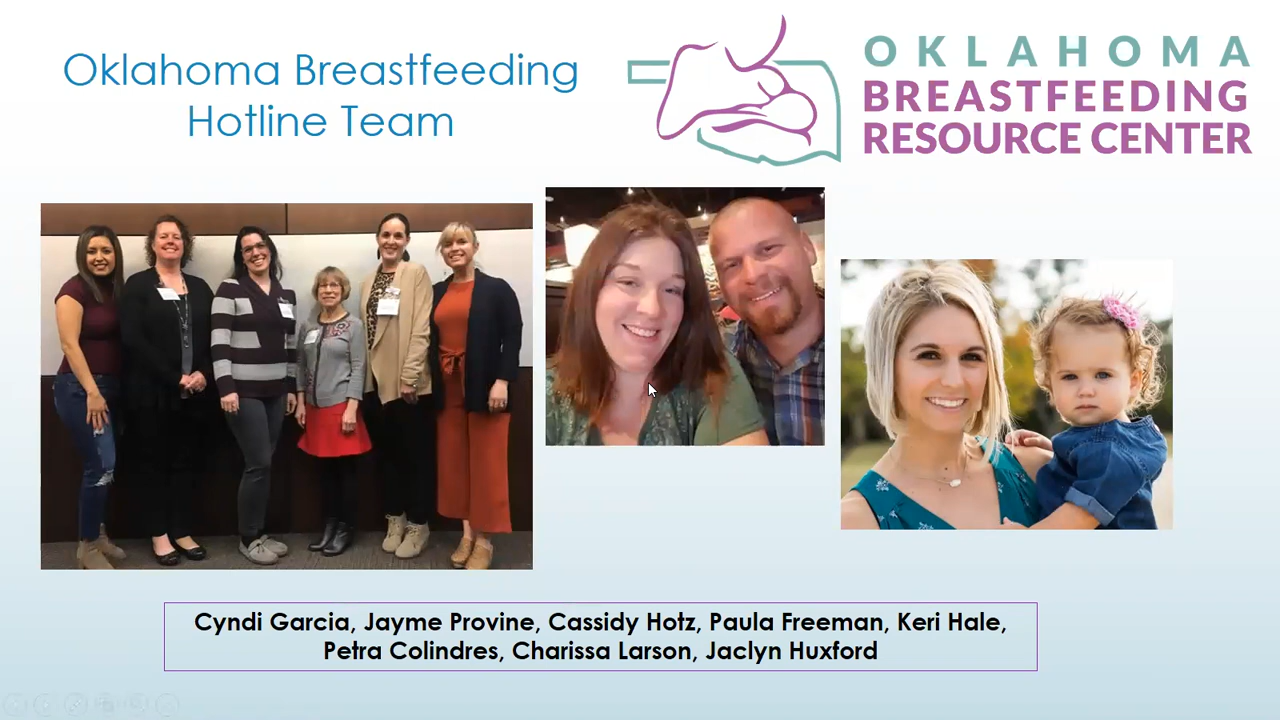 Oklahoma Breastfeeding
Hotline Team
OKLAHOMA
BREASTFEEDING
RESOURCE CENTER
Cyndi Garcia, Jayme Provine, Cassidy Hotz, Paula Freeman, Keri Hale,
Petra Colindres, Charissa Larson, Jaclyn Huxford